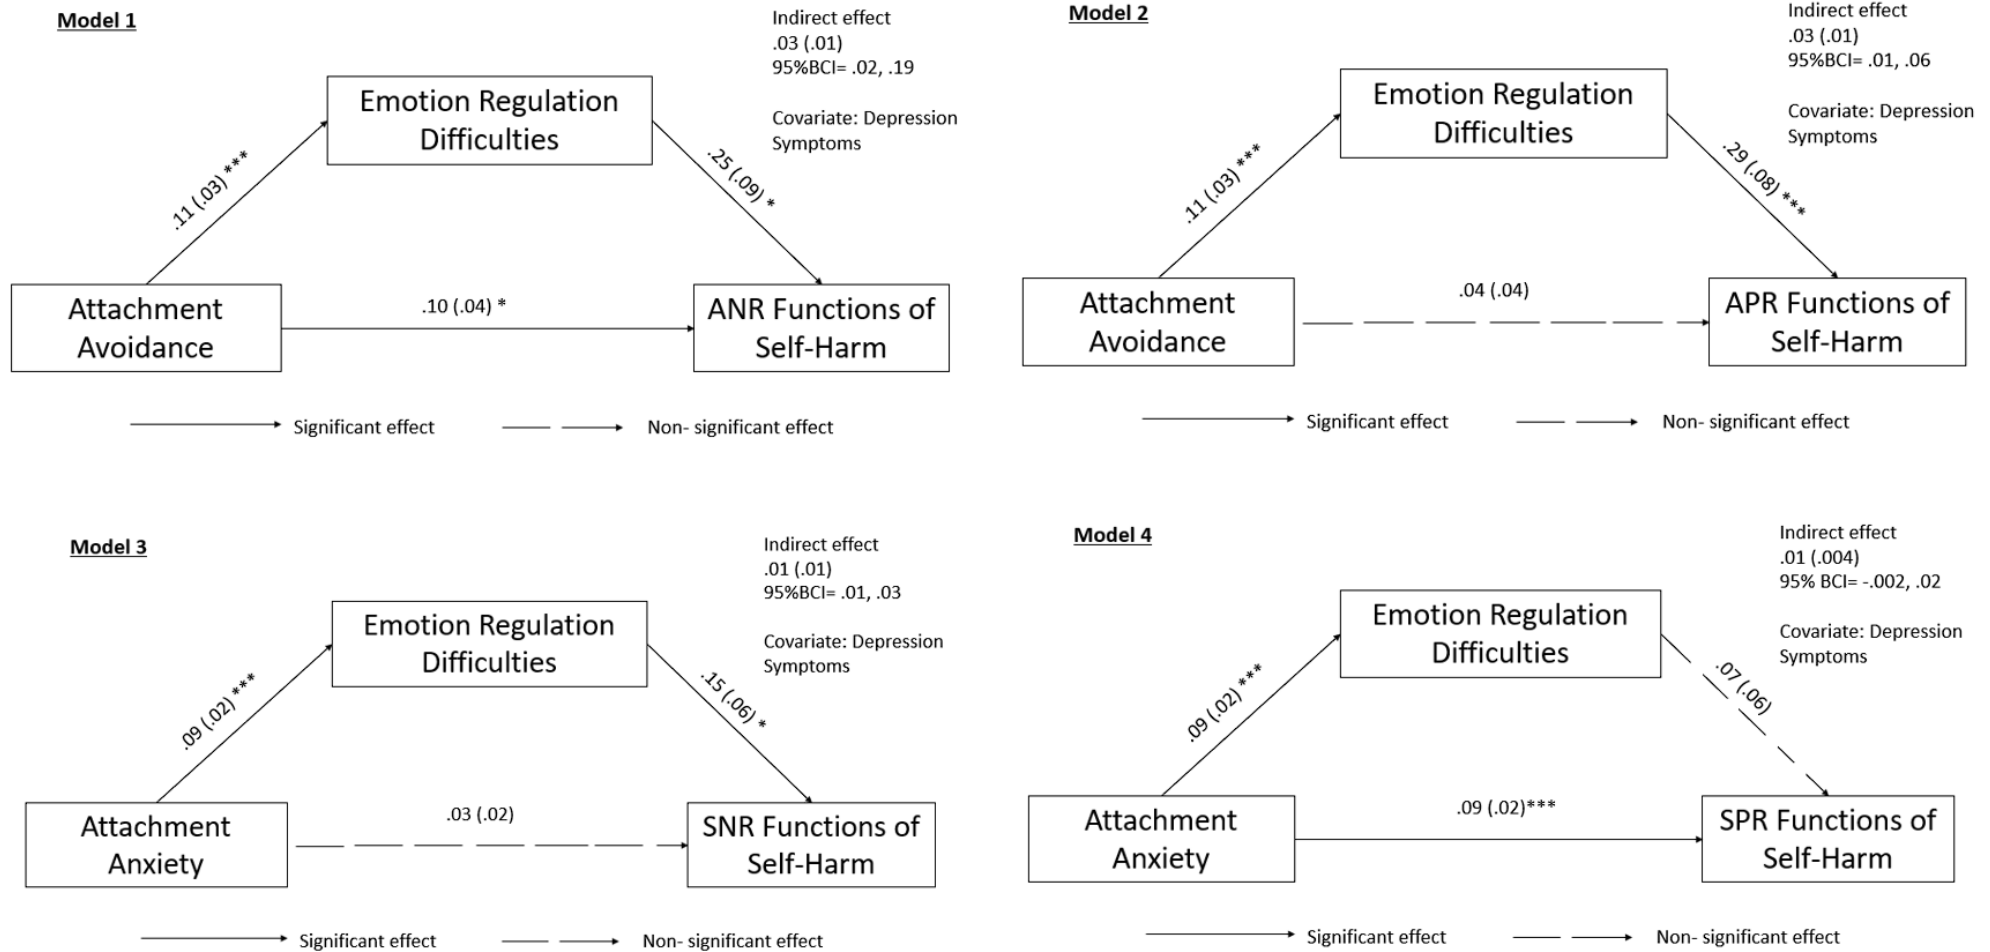 Model 1
Indirect effect
.03 (.01)
95%BCI= .02, .19
Covariate: Depression
Symptoms
Emotion Regulation
Difficulties
.11 (.03) ***
.25 (.09) *
Attachment
Avoidance
.10 (.04) *
ANR Functions of
Self-Harm
Significant effect
Non- significant effect
Model 2
Indirect effect
.03 (.01)
95%BCI= .01, .06
Covariate: Depression
Symptoms
Emotion Regulation
Difficulties
.11 (.03) ***
.29 (.08) ***
Attachment
Avoidance
.04 (.04)
APR Functions of
Self-Harm
Significant effect
Non- significant effect
Model 3
Indirect effect
.01 (.01)
95%BCI= .01, .03
Covariate: Depression
Symptoms
Emotion Regulation
Difficulties
.09 (.02) ***
.15 (.06) *
Attachment
Anxiety
.03 (.02)
SNR Functions of
Self-Harm
Significant effect
Non- significant effect
Model 4
Indirect effect
.01 (.004)
95% BCI= -.002, .02
Covariate: Depression
Symptoms
Emotion Regulation
Difficulties
.09 (.02) ***
.07 (.06)
Attachment
Anxiety
.09 (.02)***
SPR Functions of
Self-Harm
Significant effect
Non- significant effect